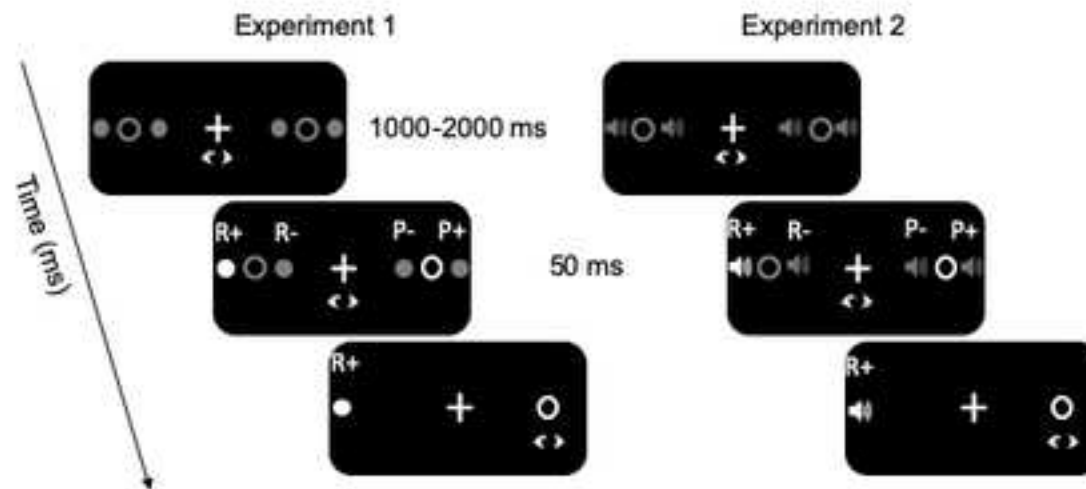 Experiment 1 Experiment 2
1000-2000 ms
Time (ms)
R+ R- P- P+ R+ R- P- P+
50 ms
R+ R+